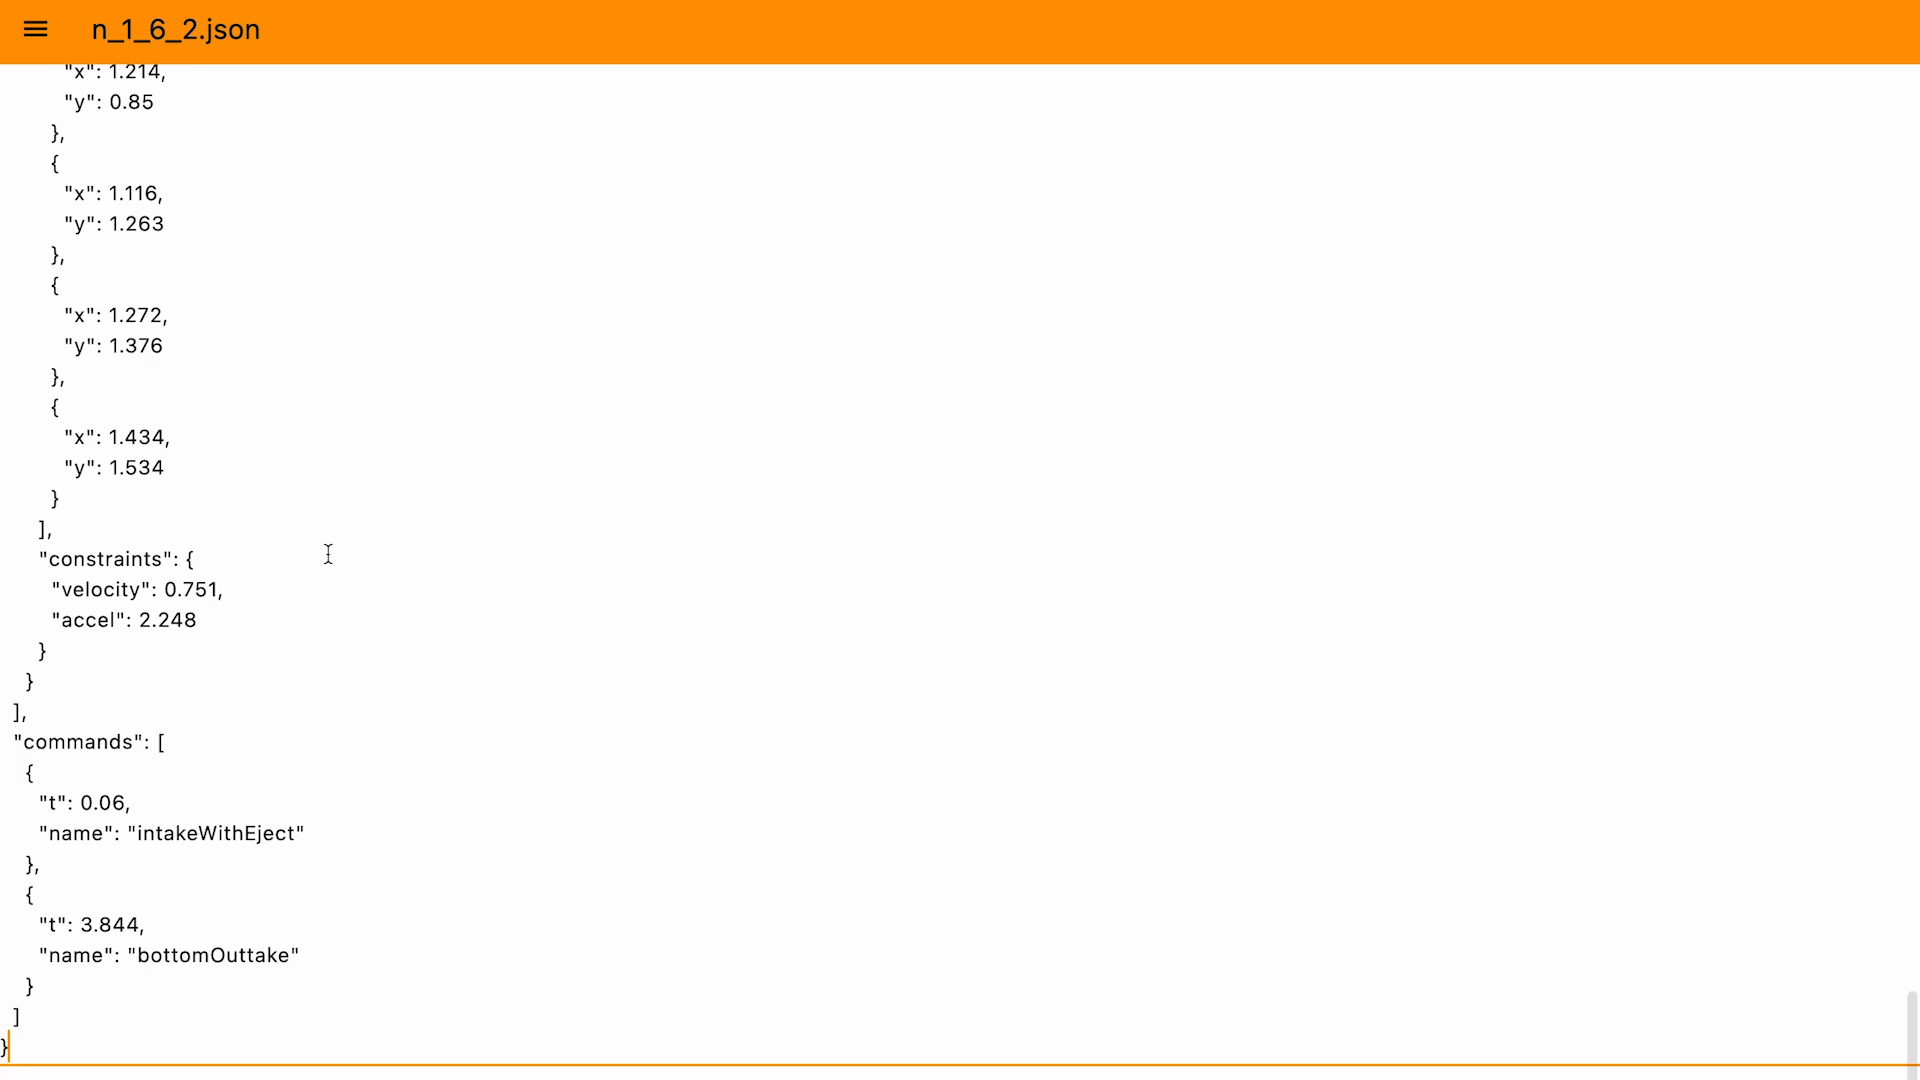 n_1_6_2.json
"x": 1.214,
"y": 0.85
},
{
"x": 1.116,
"y": 1.263
},
{
"x": 1.272,
"y": 1.376
},
{
"x": 1.434,
"y": 1.534
}
],
"constraints": {
"velocity": 0.751,
"accel": 2.248
}
}
],
"commands": [
{
"t": 0.06,
"name": "intakeWithEject"
},
{
"t": 3.844,
"name": "bottomOuttake"
}
]
}